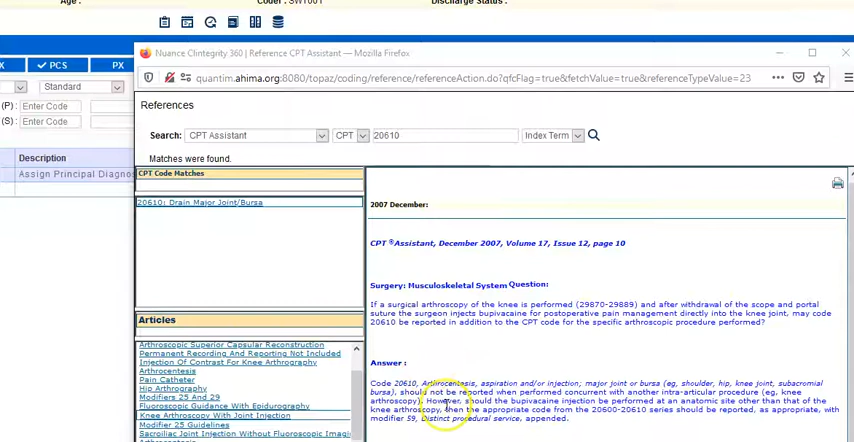 Age :
Coder : SW1001
Discharge Status :
Nuance Clintegrity 360 | Reference CPT Assistant — Mozilla Firefox
X
PCS
PX
quantim.ahima.org:8080/topaz/coding/reference/referenceAction.do?qfcFlag=true&fetchValue=true&referenceTypeValue=23
Standard
References
(P) : Enter Code
(S) : Enter Code
Search: CPT Assistant CPT 20610 Index Term
Matches were found.
Description
Assign Principal Diagnos
CPT Code Matches
20610: Drain Major Joint/Bursa
2007 December:
CPT ®Assistant, December 2007, Volume 17, Issue 12, page 10
Surgery: Musculoskeletal System Question:
If a surgical arthroscopy of the knee is performed (29870-29889) and after withdrawal of the scope and portal
suture the surgeon injects bupivacaine for postoperative pain management directly into the knee joint, may code
20610 be reported in addition to the CPT code for the specific arthroscopic procedure performed?
Answer :
Code 20610, Arthrocentesis, aspiration and/or injection; major joint or bursa (eg, shoulder, hip, knee joint, subacromial
bursa), should not be reported when performed concurrent with another intra-articular procedure (eg, knee
arthroscopy). However, should the bupivacaine injection be performed at an anatomic site other than that of the
knee arthroscopy, then the appropriate code from the 20600-20610 series should be reported, as appropriate, with
modifier 59, Distinct procedural service, appended.
Articles
Arthroscopic Superior Capsular Reconstruction
Permanent Recording And Reporting Not Included
Injection Of Contrast For Knee Arthrography
Arthrocentesis
Pain Catheter
Hip Arthrography
Modifiers 25 And 29
Fluoroscopic Guidance With Epidurography
Knee Arthroscopy With Joint Injection
Modifier 25 Guidelines
Sacroiliac Joint Injection Without Fluoroscopic Imag